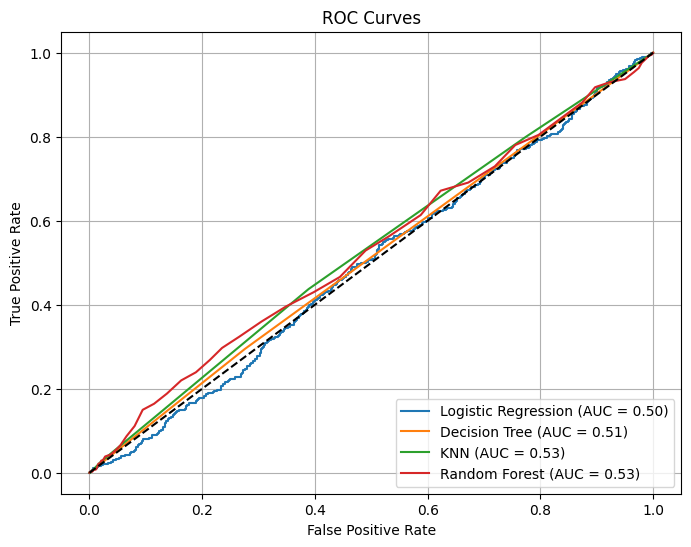 ROC Curves
True Positive Rate
1.0
0.8
0.6
0.4
0.2
0.0
Logistic Regression (AUC = 0.50)
Decision Tree (AUC = 0.51)
KNN (AUC = 0.53)
Random Forest (AUC = 0.53)
0.0 0.2 0.4 0.6 0.8 1.0
False Positive Rate